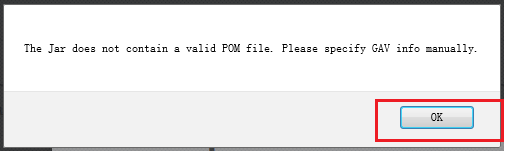 The Jar does not contain a valid POM file. Please specify GAV info manually.
OK